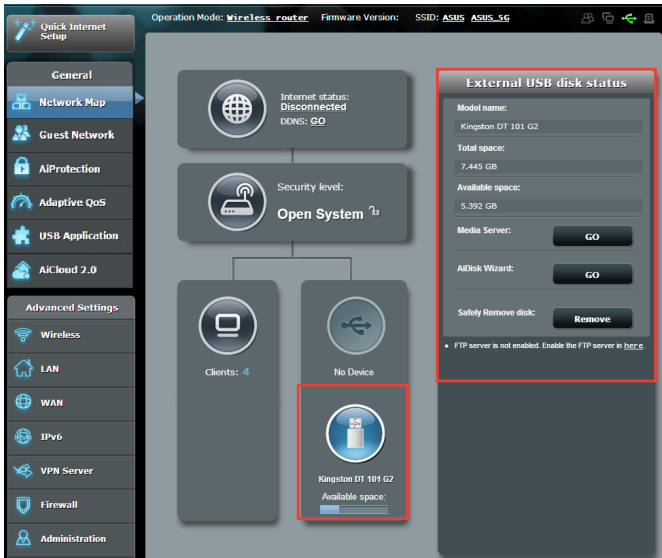 Operation Mode: Wireless router Firmware Version: SSID: ASUS ASUS_5G
Quick Internet
Setup
General
Network Map
Guest Network
AiProtection
Adaptive QoS
USB Application
AiCloud 2.0
Advanced Settings
Wireless
LAN
WAN
IPv6
VPN Server
Firewall
Administration
Internet status:
Disconnected
DDNS: GO
Security level:
Open System
Clients: 4
No Device
Kingston DT 101 G2
Available space:
External USB disk status
Model name:
Kingston DT 101 G2
Total space:
7.445 GB
Available space:
5.392 GB
Media Server: GO
AiDisk Wizard: GO
Safely Remove disk: Remove
• FTP server is not enabled. Enable the FTP server in here.